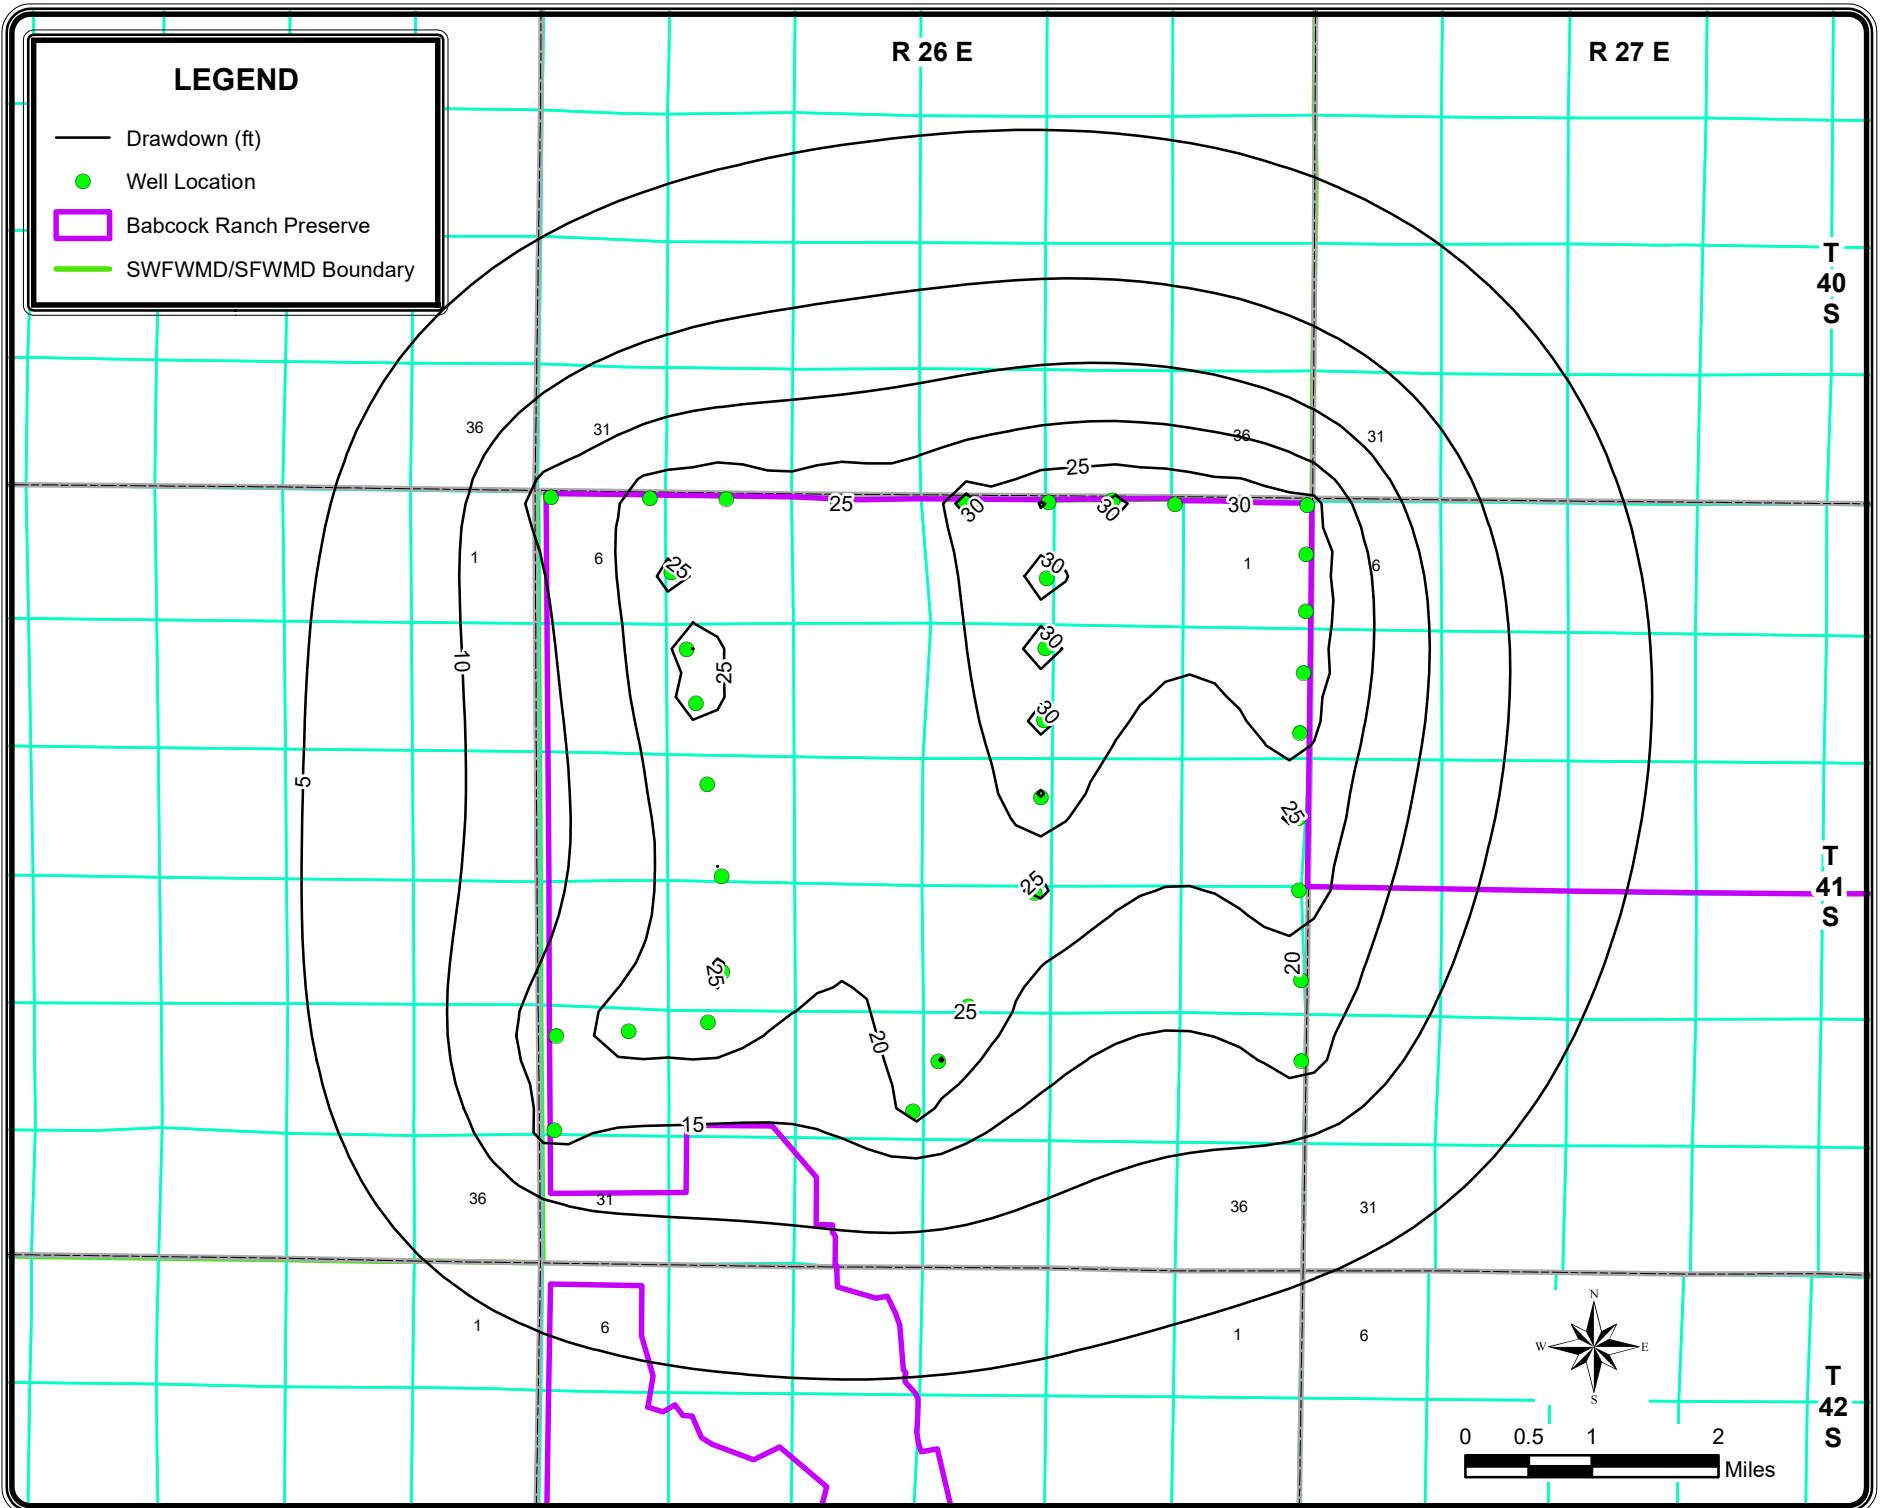 R 26 E
R 27 E
LEGEND
Drawdown (ft)
Well Location
Babcock Ranch Preserve
SWFWMD/SFWMD Boundary
T
40
S
36
31
36
31
25
25
30
30
30
1
6
25
30
1
6
10
30
25
30
5
25
T
41
S
25
20
25
25
20
15
36
31
36
31
1
6
1
6
N
W
E
S
T
42
S
0
0.5
1
2
Miles